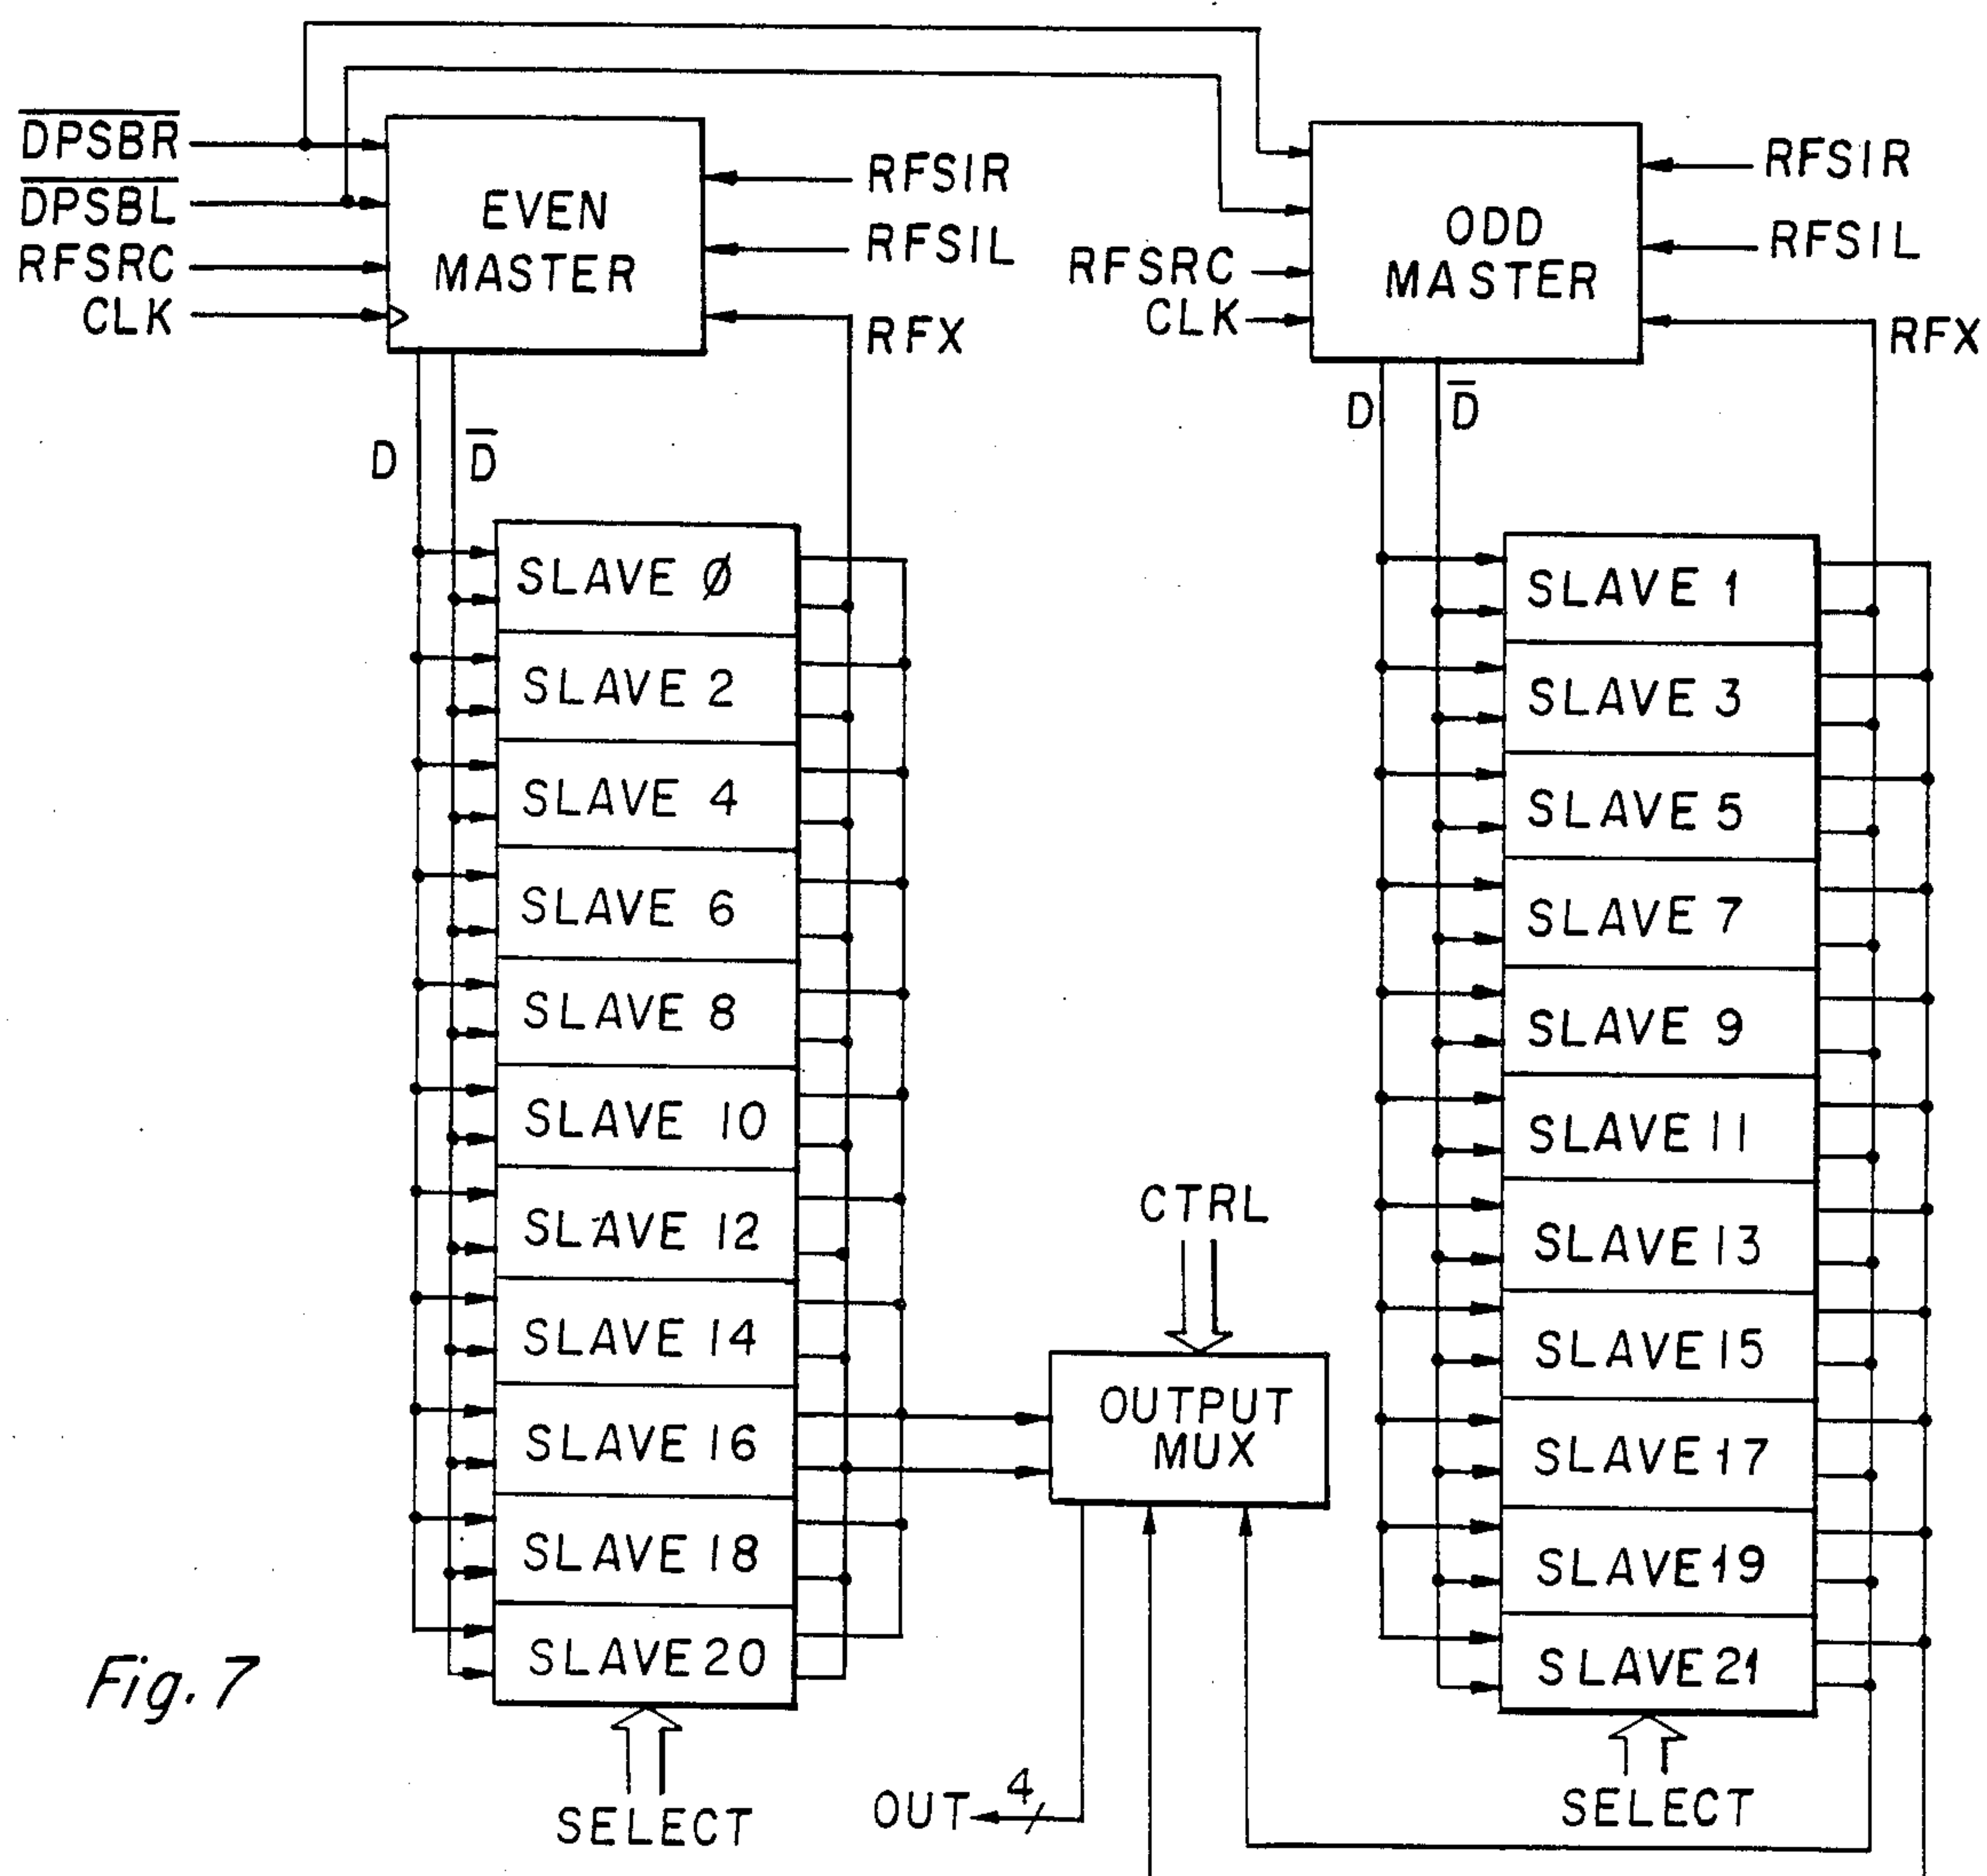 D̅P̅S̅B̅R̅
D̅P̅S̅B̅L̅
RFSRC
CLK
EVEN
MASTER
RFSIR
RFSIL
RFX
RFSRC
CLK
ODD
MASTER
RFSIR
RFSIL
RFX
D D̅
D D̅
SLAVE Ø
SLAVE 2
SLAVE 4
SLAVE 6
SLAVE 8
SLAVE 10
SLAVE 12
SLAVE 14
SLAVE 16
SLAVE 18
SLAVE 20
SELECT
CTRL
OUTPUT
MUX
OUT 4
SLAVE 1
SLAVE 3
SLAVE 5
SLAVE 7
SLAVE 9
SLAVE 11
SLAVE 13
SLAVE 15
SLAVE 17
SLAVE 19
SLAVE 21
SELECT
Fig. 7